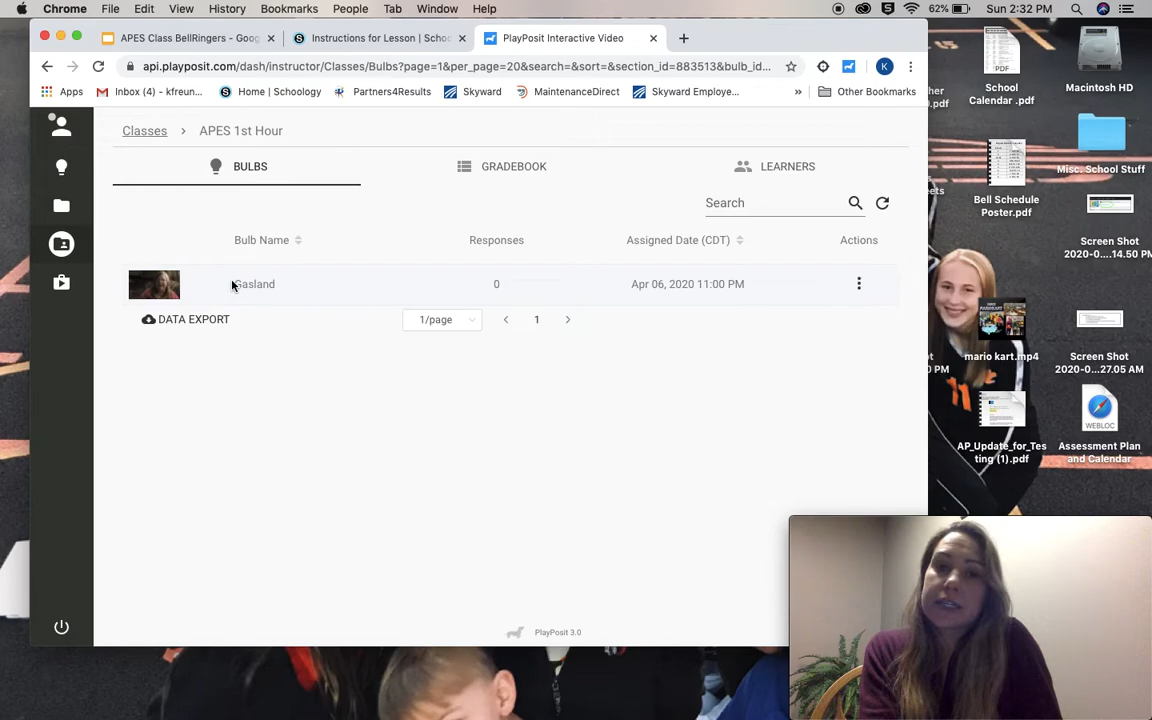 Chrome File Edit View History Bookmarks People Tab Window Help
62% Sun 2:32 PM
APES Class BellRingers - Goog
Instructions for Lesson | Schoo
PlayPosit Interactive Video
api.playposit.com/dash/instructor/Classes/Bulbs?page=1&per_page=20&search=&sort=&section_id=883513&bulb_id...
K
Apps Inbox (4) - kfreun... Home | Schoology Partners4Results Skyward MaintenanceDirect Skyward Employe... » Other Bookmarks
Classes > APES 1st Hour
BULBS GRADEBOOK LEARNERS
Search
Bulb Name Responses Assigned Date (CDT) Actions
Gasland 0 Apr 06, 2020 11:00 PM
DATA EXPORT 1/page 1
PlayPosit 3.0
PDF
School
Calendar .pdf
Macintosh HD
Misc. School Stuff
Bell Schedule
Poster.pdf
Screen Shot
2020-0....14.50 PM
mario kart.mp4
Screen Shot
2020-0...27.05 AM
WEBLOC
AP_Update_for_Tes
ting (1).pdf
Assessment Plan
and Calendar
11